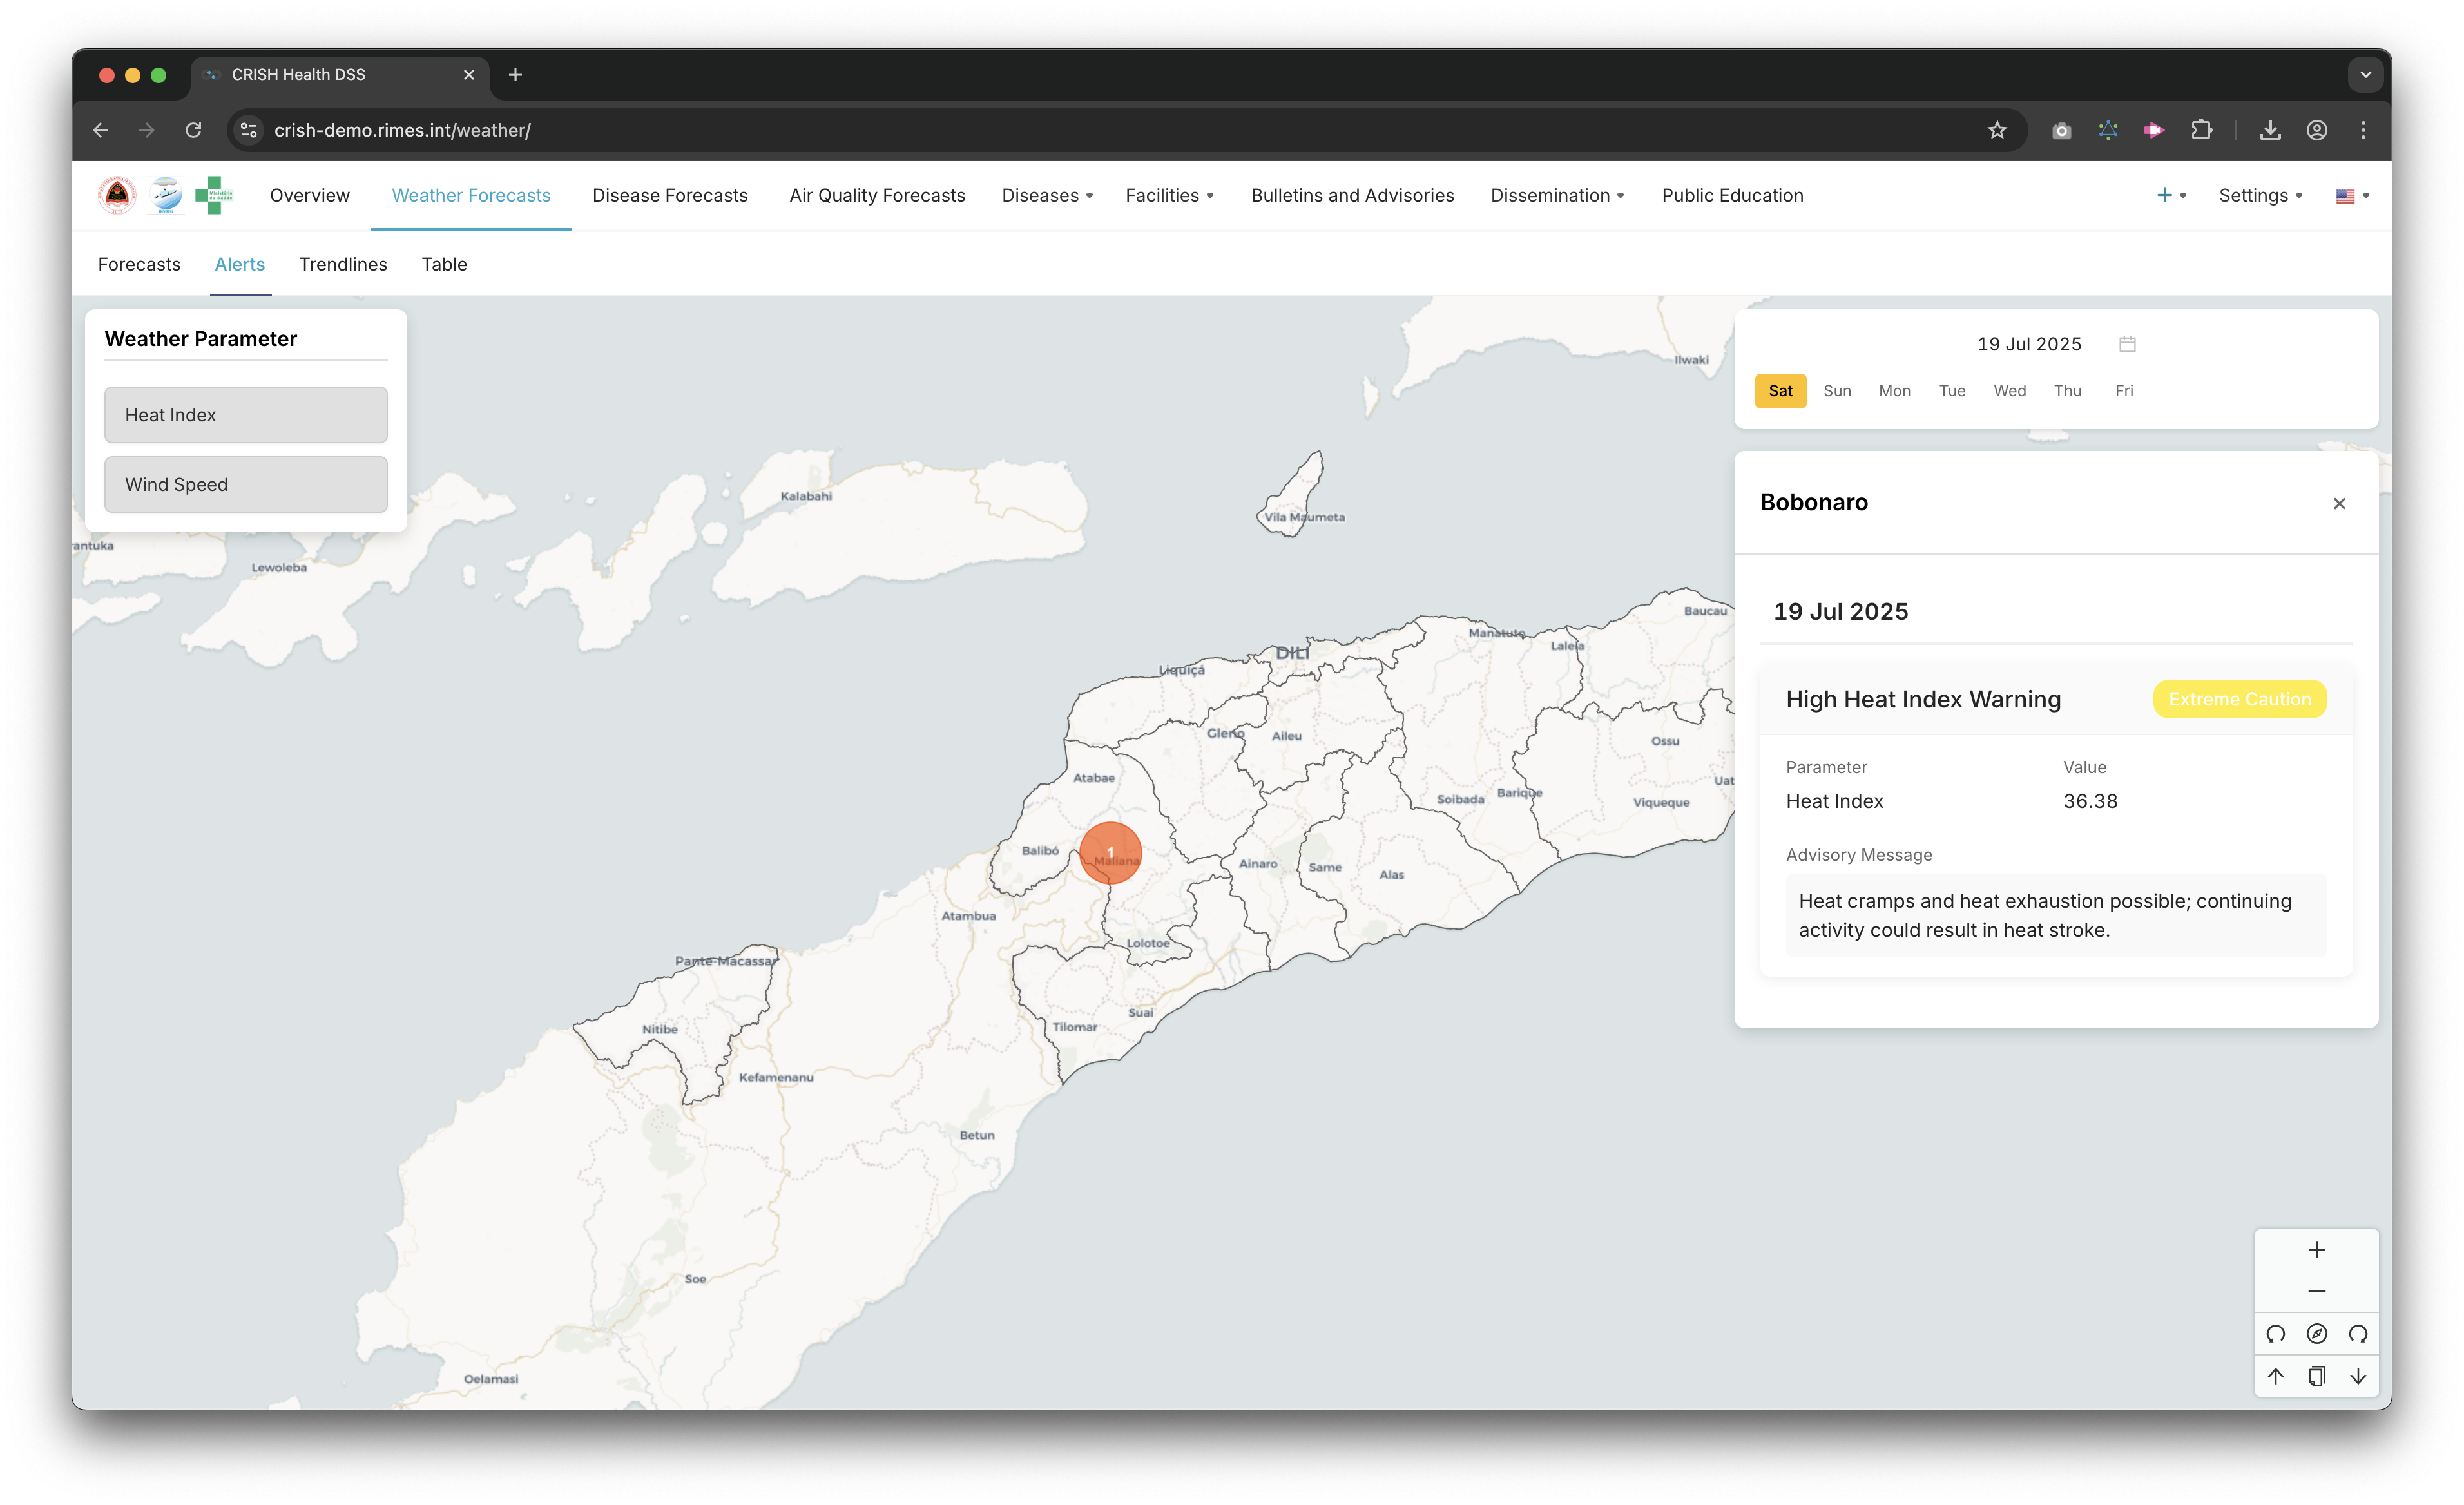 CRISH Health DSS
crish-demo.rimes.int/weather/
Overview Weather Forecasts Disease Forecasts Air Quality Forecasts Diseases Facilities Bulletins and Advisories Dissemination Public Education Settings
Forecasts Alerts Trendlines Table
Weather Parameter
Heat Index
Wind Speed
19 Jul 2025
Sat Sun Mon Tue Wed Thu Fri
Bobonaro
19 Jul 2025
High Heat Index Warning Extreme Caution
Parameter Value
Heat Index 36.38
Advisory Message
Heat cramps and heat exhaustion possible; continuing
activity could result in heat stroke.
Ilwaki
Kalabahi
Vila Maumeta
antuka
Lewoleba
Baucau
Manatuto
Laleia
DILI
Liquiçá
Gleno
Aileu
Ossu
Atabae
Uat
Soibada
Barique
Viqueque
Balibó
1
Maliana
Ainaro
Same
Alas
Atambua
Lolotoe
Pante-Macassar
Suai
Tilomar
Nitibe
Kefamenanu
Betun
Soe
Oelamasi